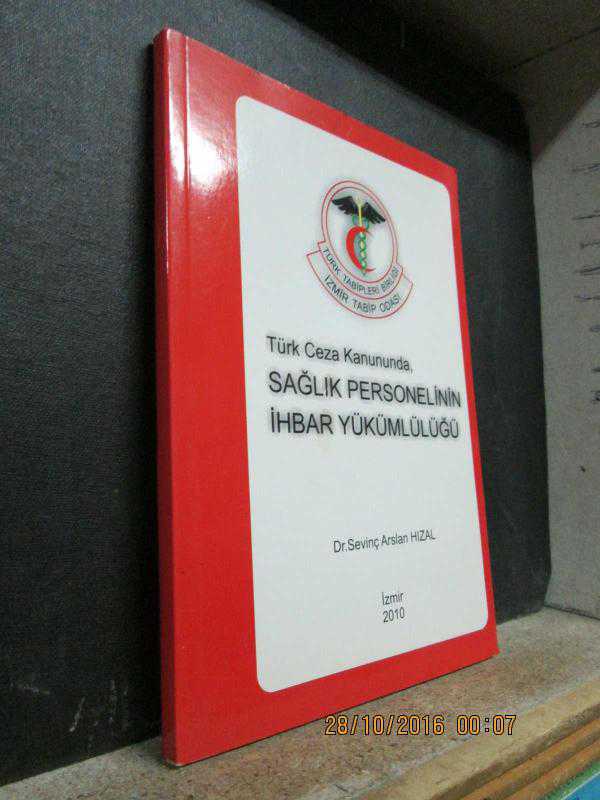 TÜRK TABİPLERİ BİRLİĞİ
İZMİR TABİP ODASI
Türk Ceza Kanununda,
SAĞLIK PERSONELİNİN
İHBAR YÜKÜMLÜLÜĞÜ
Dr.Sevinç Arslan HIZAL
İzmir
2010
28/10/2016 00:07